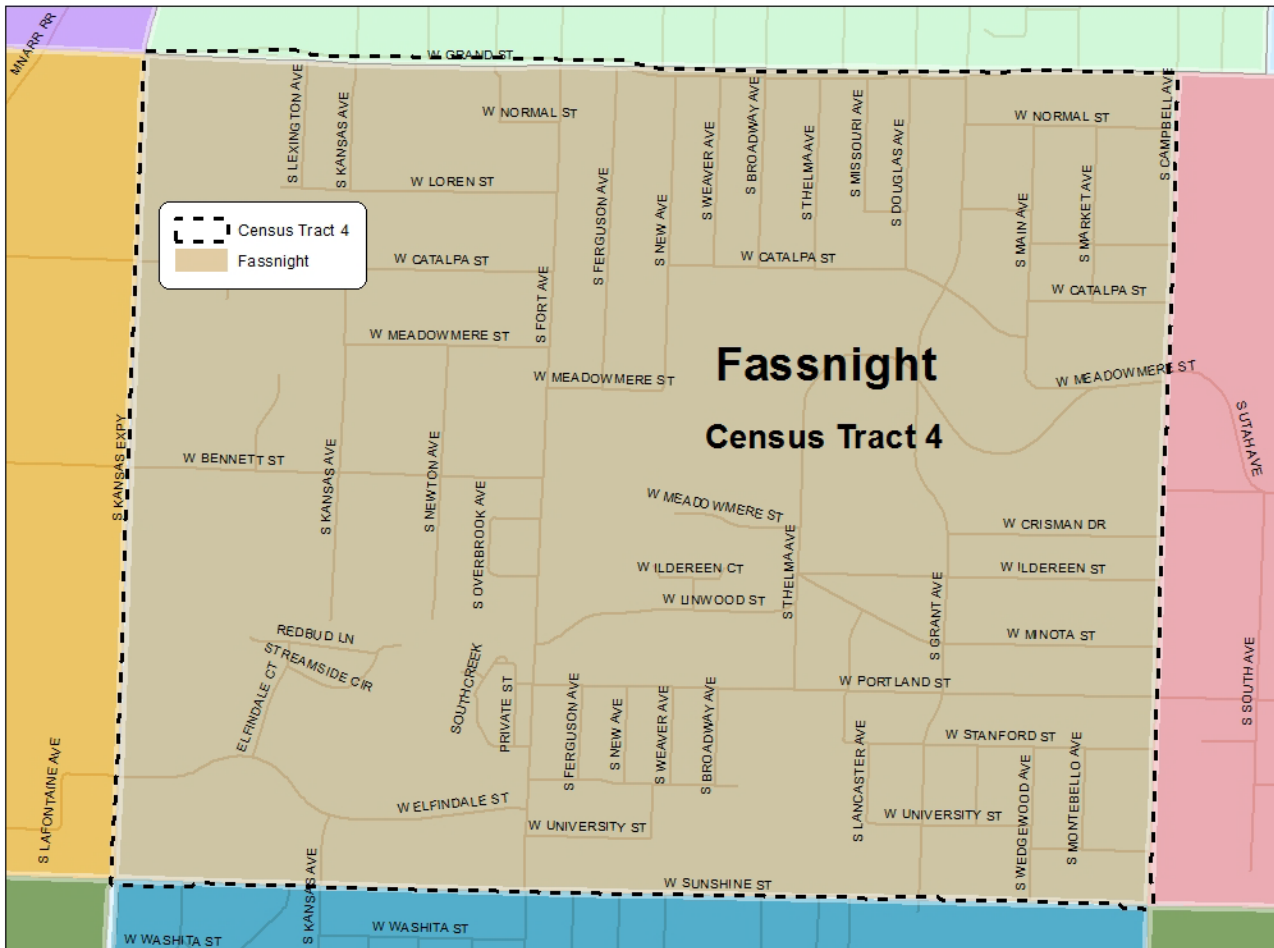 MNARR RR
W GRAND ST
S LEXINGTON AVE
S KANSAS AVE
W NORMAL ST
S WEAVER AVE
S BROADWAY AVE
S THELMA AVE
S MISSOURI AVE
S DOUGLAS AVE
W NORMAL ST
S CAMPBELL AVE
W LOREN ST
S FERGUSON AVE
S NEW AVE
S MAIN AVE
S MARKET AVE
Census Tract 4
Fassnight
W CATALPA ST
W CATALPA ST
W CATALPA ST
S FORT AVE
W MEADOWMERE ST
W MEADOWMERE ST
Fassnight
W MEADOWMERE ST
Census Tract 4
S UTAH AVE
S KANSAS EXPY
W BENNETT ST
S KANSAS AVE
S NEWTON AVE
S OVERBROOK AVE
W MEADOWMERE ST
W CRISMAN DR
S THELMA AVE
W ILDEREEN CT
W ILDEREEN ST
W LINWOOD ST
S GRANT AVE
REDBUD LN
W MINOTA ST
STREAMSIDE CIR
ELFINDALE CT
SOUTHCREEK
PRIVATE ST
W PORTLAND ST
S SOUTH AVE
S FERGUSON AVE
S NEW AVE
S WEAVER AVE
S BROADWAY AVE
W STANFORD ST
S LANCASTER AVE
S WEDGEWOOD AVE
S MONTEBELLO AVE
S LAFONTAINE AVE
W ELFINDALE ST
W UNIVERSITY ST
W UNIVERSITY ST
S KANSAS AVE
W SUNSHINE ST
W WASHITA ST
W WASHITA ST